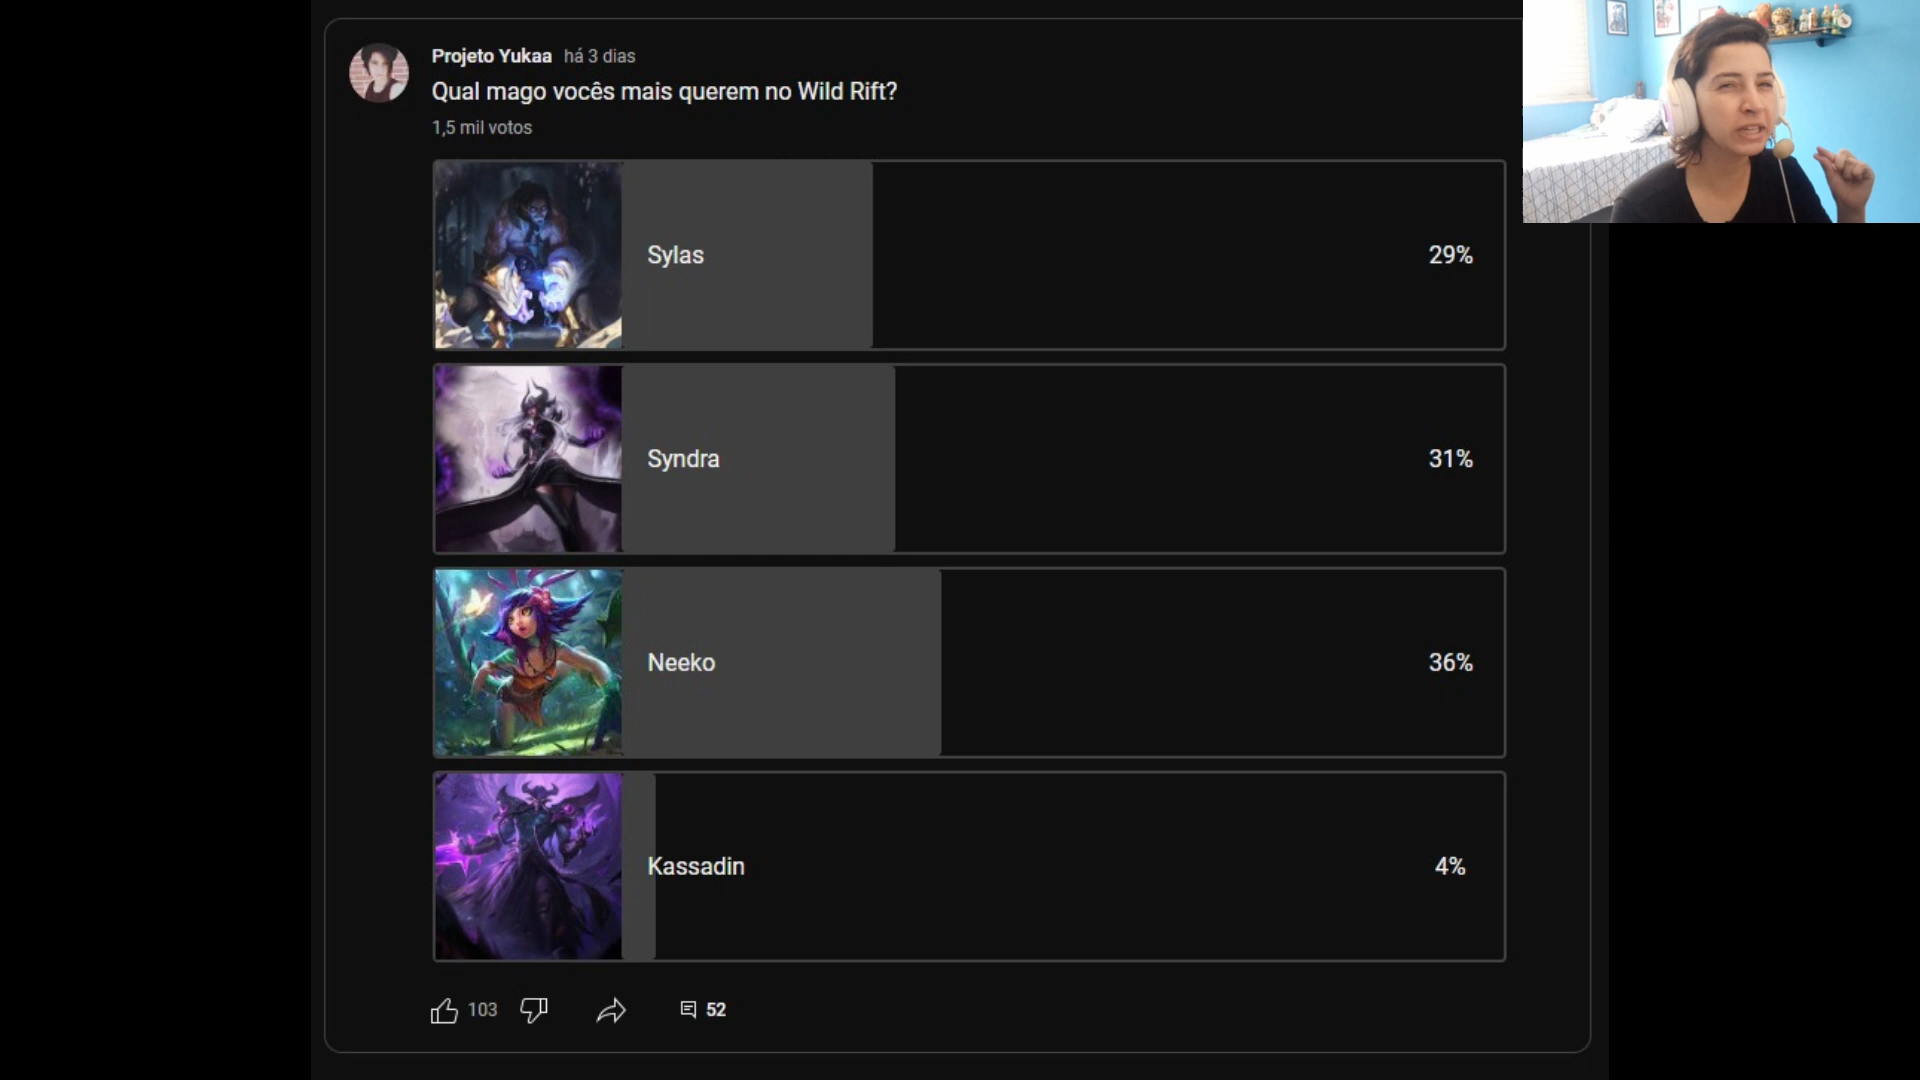 Projeto Yukaa há 3 dias
Qual mago vocês mais querem no Wild Rift?
1,5 mil votos
Sylas 29%
Syndra 31%
Neeko 36%
Kassadin 4%
103 52